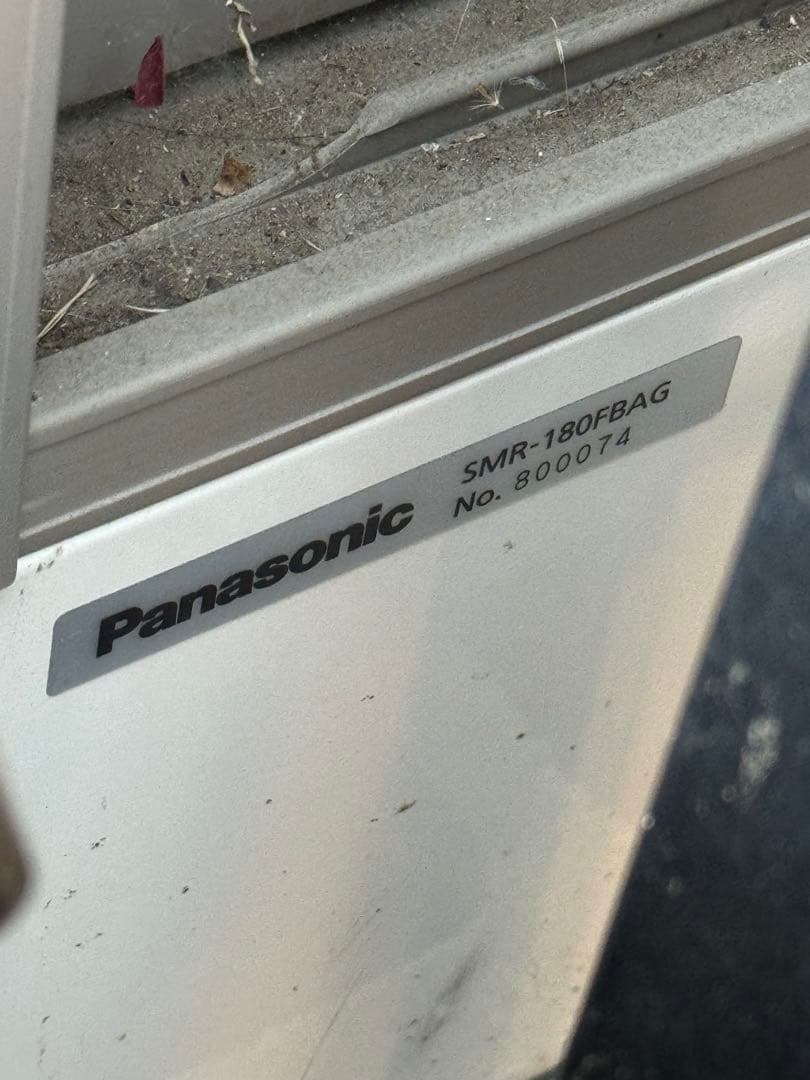 Panasonic
SMR-180FBAG
No. 800074